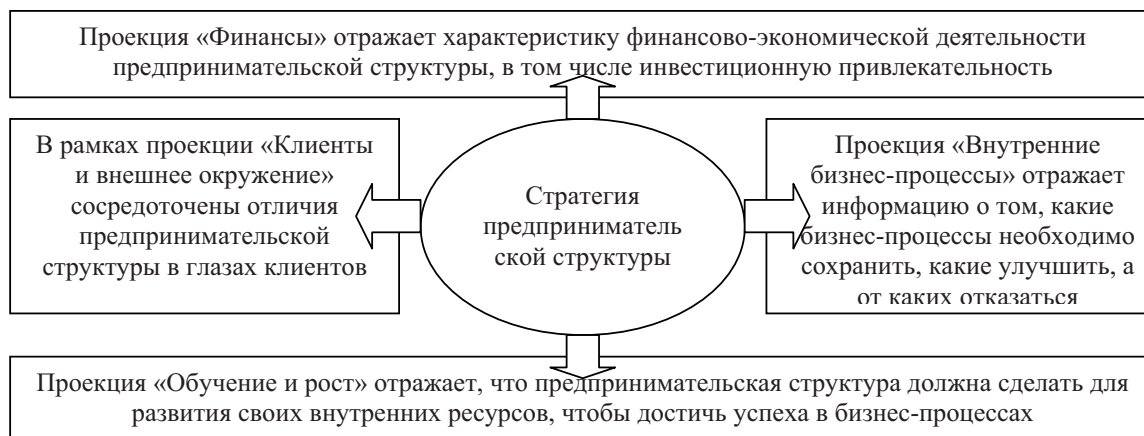 Проекция «Финансы» отражает характеристику финансово-экономической деятельности
предпринимательской структуры, в том числе инвестиционную привлекательность
В рамках проекции «Клиенты
и внешнее окружение»
сосредоточены отличия
предпринимательской
структуры в глазах клиентов
Стратегия
предприниматель
ской структуры
Проекция «Внутренние
бизнес-процессы» отражает
информацию о том, какие
бизнес-процессы необходимо
сохранить, какие улучшить, а
от каких отказаться
Проекция «Обучение и рост» отражает, что предпринимательская структура должна сделать для
развития своих внутренних ресурсов, чтобы достичь успеха в бизнес-процессах